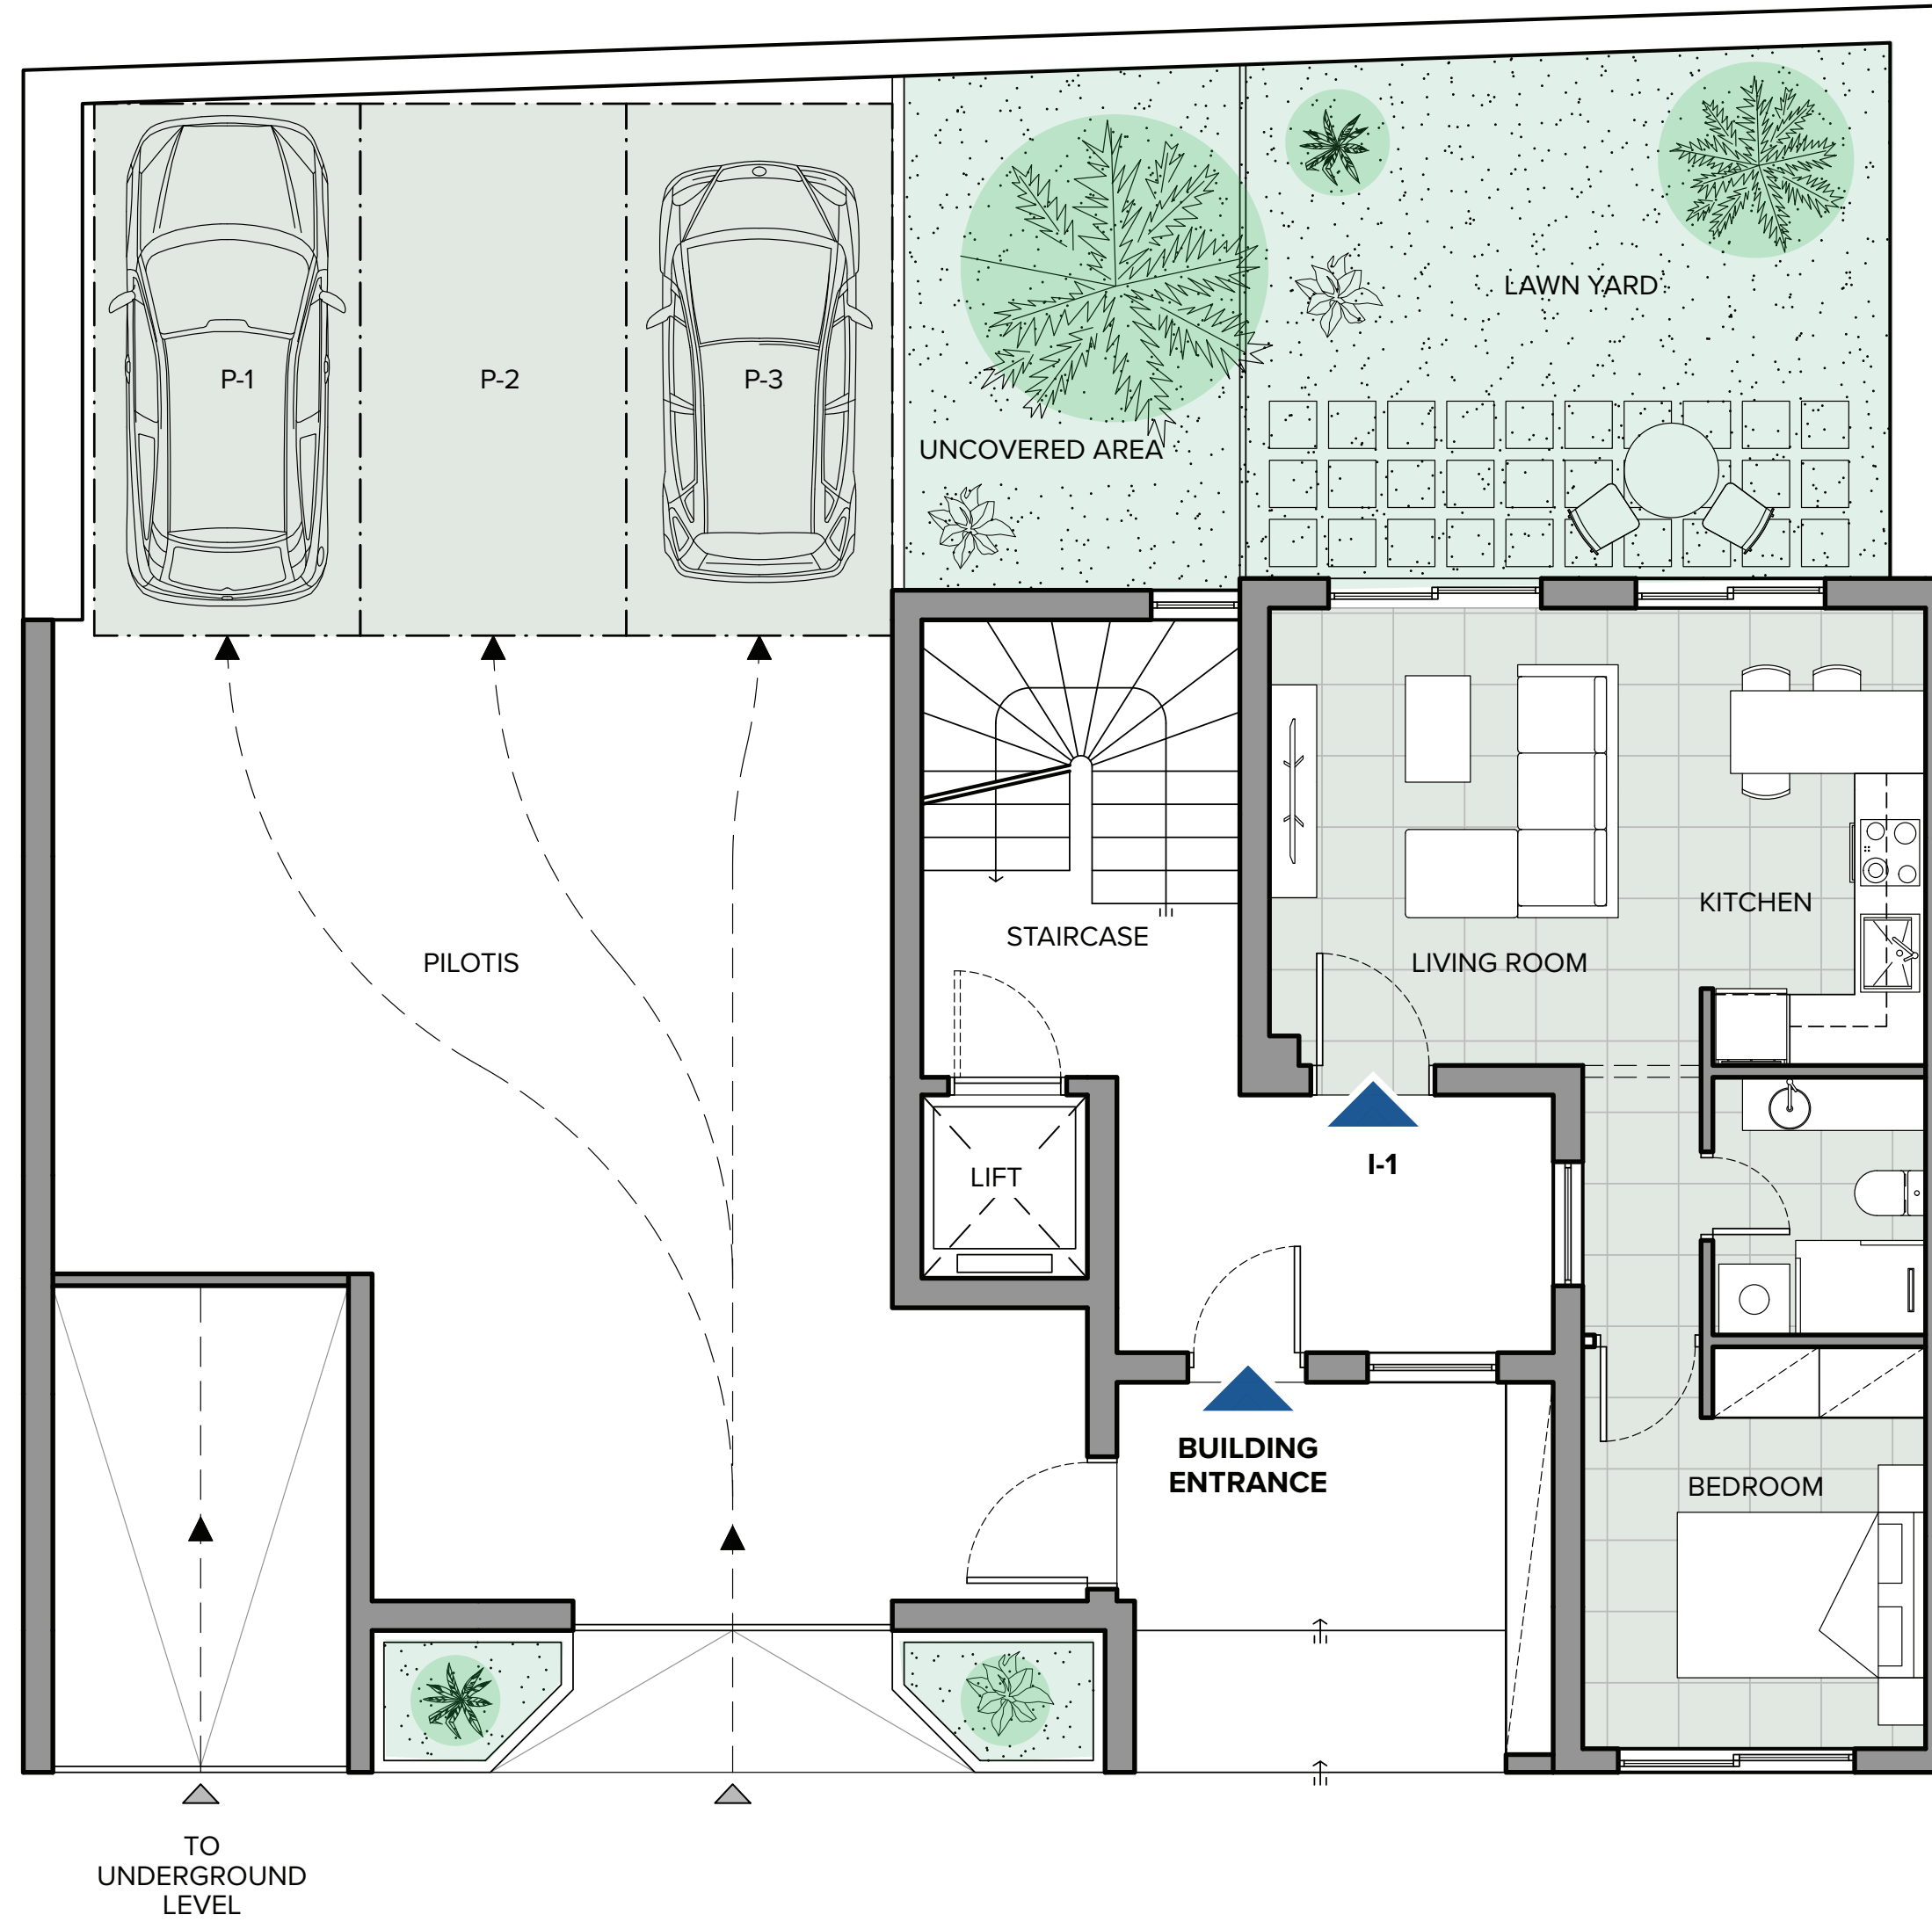 LAWN YARD
P-1
P-2
P-3
UNCOVERED AREA
KITCHEN
STAIRCASE
PILOTIS
LIVING ROOM
I-1
LIFT
BUILDING
ENTRANCE
BEDROOM
TO
UNDERGROUND
LEVEL